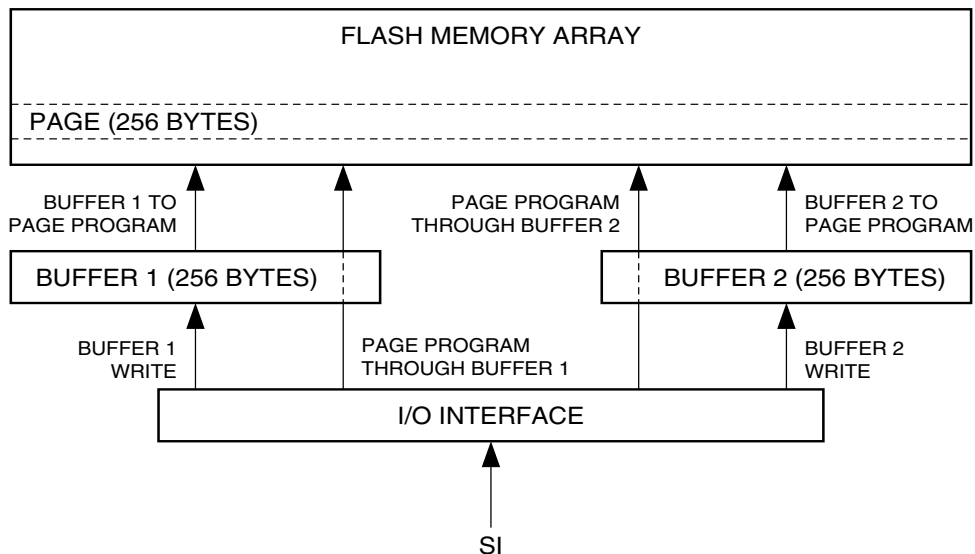 FLASH MEMORY ARRAY
PAGE (256 BYTES)
BUFFER 1 TO
PAGE PROGRAM
PAGE PROGRAM
THROUGH BUFFER 2
BUFFER 2 TO
PAGE PROGRAM
BUFFER 1 (256 BYTES)
BUFFER 2 (256 BYTES)
BUFFER 1
WRITE
PAGE PROGRAM
THROUGH BUFFER 1
BUFFER 2
WRITE
I/O INTERFACE
SI